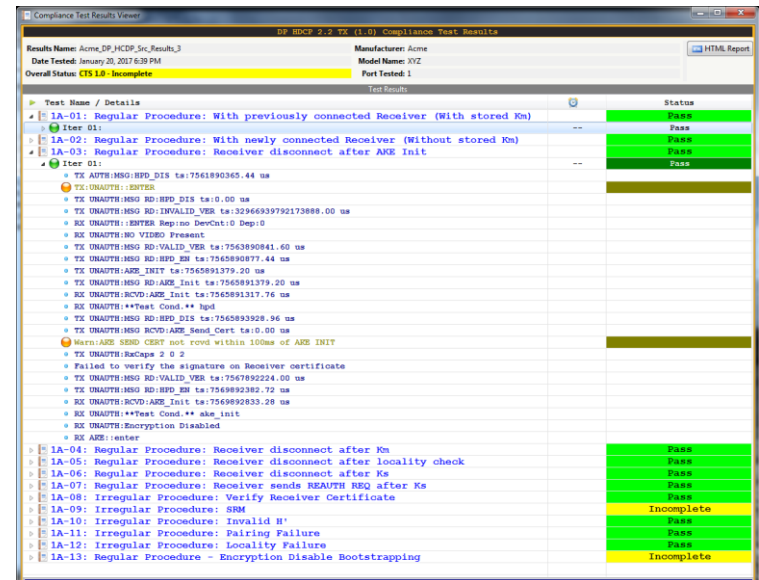 Compliance Test Results Viewer
DP HDCP 2.2 TX (1.0) Compliance Test Results
Results Name: Acme_DP_HCDP_Src_Results_3 Manufacturer: Acme HTML Report
Date Tested: January 20, 2017 6:39 PM Model Name: XYZ
Overall Status: CTS 1.0 - Incomplete Port Tested: 1
Test Results
Test Name / Details Status
1A-01: Regular Procedure: With previously connected Receiver (With stored Km) Pass
Iter 01: -- Pass
1A-02: Regular Procedure: With newly connected Receiver (Without stored Km) Pass
1A-03: Regular Procedure: Receiver disconnect after AKE Init Pass
Iter 01: -- Pass
TX AUTH:MSG:HPD_DIS ts:7561890365.44 us
TX:UNAUTH::ENTER
TX UNAUTH:MSG RD:HPD_DIS ts:0.00 us
TX UNAUTH:MSG RD:INVALID_VER ts:32966939792173888.00 us
RX UNAUTH::ENTER Rep:no DevCnt:0 Dep:0
RX UNAUTH:NO VIDEO Present
TX UNAUTH:MSG RD:VALID_VER ts:7563890841.60 us
TX UNAUTH:MSG RD:HPD_EN ts:7565890877.44 us
TX UNAUTH:AKE_INIT ts:7565891379.20 us
TX UNAUTH:MSG RD:AKE_Init ts:7565891379.20 us
RX UNAUTH:RCVD:AKE_Init ts:7565891317.76 us
RX UNAUTH:**Test Cond.** hpd
TX UNAUTH:MSG RD:HPD_DIS ts:7565893928.96 us
TX UNAUTH:MSG RCVD:AKE_Send_Cert ts:0.00 us
Warn:AKE SEND CERT not rcvd within 100ms of AKE INIT
TX UNAUTH:RxCaps 2 0 2
Failed to verify the signature on Receiver certificate
TX UNAUTH:MSG RD:VALID_VER ts:7567892224.00 us
TX UNAUTH:MSG RD:HPD_EN ts:7569892382.72 us
RX UNAUTH:RCVD:AKE_Init ts:7569892833.28 us
RX UNAUTH:**Test Cond.** ake_init
RX UNAUTH:Encryption Disabled
RX AKE::enter
1A-04: Regular Procedure: Receiver disconnect after Km Pass
1A-05: Regular Procedure: Receiver disconnect after locality check Pass
1A-06: Regular Procedure: Receiver disconnect after Ks Pass
1A-07: Regular Procedure: Receiver sends REAUTH REQ after Ks Pass
1A-08: Irregular Procedure: Verify Receiver Certificate Pass
1A-09: Irregular Procedure: SRM Incomplete
1A-10: Irregular Procedure: Invalid H' Pass
1A-11: Irregular Procedure: Pairing Failure Pass
1A-12: Irregular Procedure: Locality Failure Pass
1A-13: Regular Procedure - Encryption Disable Bootstrapping Incomplete